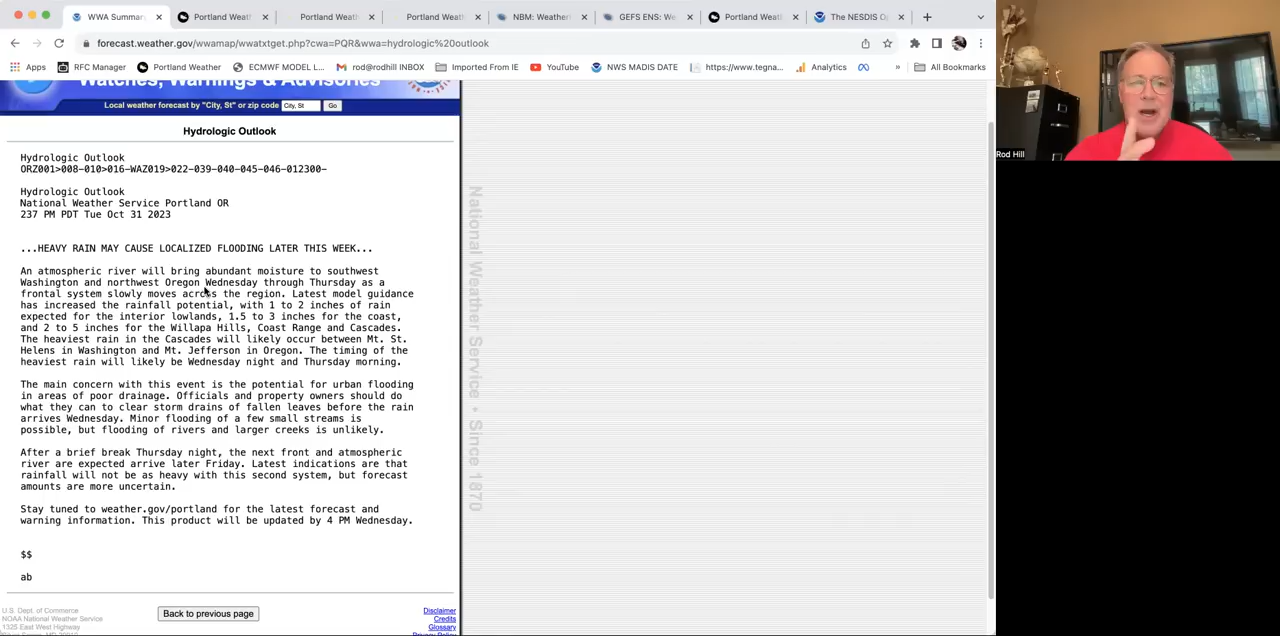 WWA Summar
Portland Weat
Portland Weat
Portland Weat
NBM: Weather
GEFS ENS: We
Portland Weat
The NESDIS O
forecast.weather.gov/wwamap/wwatxtget.php?cwa=PQR&wwa=hydrologic%20outlook
Apps
RFC Manager
Portland Weather
ECMWF MODEL L...
rod@rodhill INBOX
Imported From IE
YouTube
NWS MADIS DATE
https://www.tsna...
Analytics
»
All Bookmarks
Watches, Warnings & Advisories
Local weather forecast by "City, St" or zip code City, St Go
Hydrologic Outlook
Hydrologic Outlook
ORZ001>008-010>016-WAZ019>022-039-040-045-046-012300-
Hydrologic Outlook
National Weather Service Portland OR
237 PM PDT Tue Oct 31 2023
...HEAVY RAIN MAY CAUSE LOCALIZED FLOODING LATER THIS WEEK...
An atmospheric river will bring abundant moisture to southwest
Washington and northwest Oregon Wednesday through Thursday as a
frontal system slowly moves across the region. Latest model guidance
has increased the rainfall potential, with 1 to 2 inches of rain
expected for the interior lowlands, 1.5 to 3 inches for the coast,
and 2 to 5 inches for the Willapa Hills, Coast Range and Cascades.
The heaviest rain in the Cascades will likely occur between Mt. St.
Helens in Washington and Mt. Jefferson in Oregon. The timing of the
heaviest rain will likely be Wednesday night and Thursday morning.
The main concern with this event is the potential for urban flooding
in areas of poor drainage. Officials and property owners should do
what they can to clear storm drains of fallen leaves before the rain
arrives Wednesday. Minor flooding of a few small streams is
possible, but flooding of rivers and larger creeks is unlikely.
After a brief break Thursday night, the next front and atmospheric
river are expected arrive later Friday. Latest indications are that
rainfall will not be as heavy with this second system, but forecast
amounts are more uncertain.
Stay tuned to weather.gov/portland for the latest forecast and
warning information. This product will be updated by 4 PM Wednesday.
$$
ab
Back to previous page
U.S. Dept. of Commerce
NOAA National Weather Service
1325 East West Highway
Disclaimer
Credits
Glossary
National Weather Service • Since 1870
Rod Hill